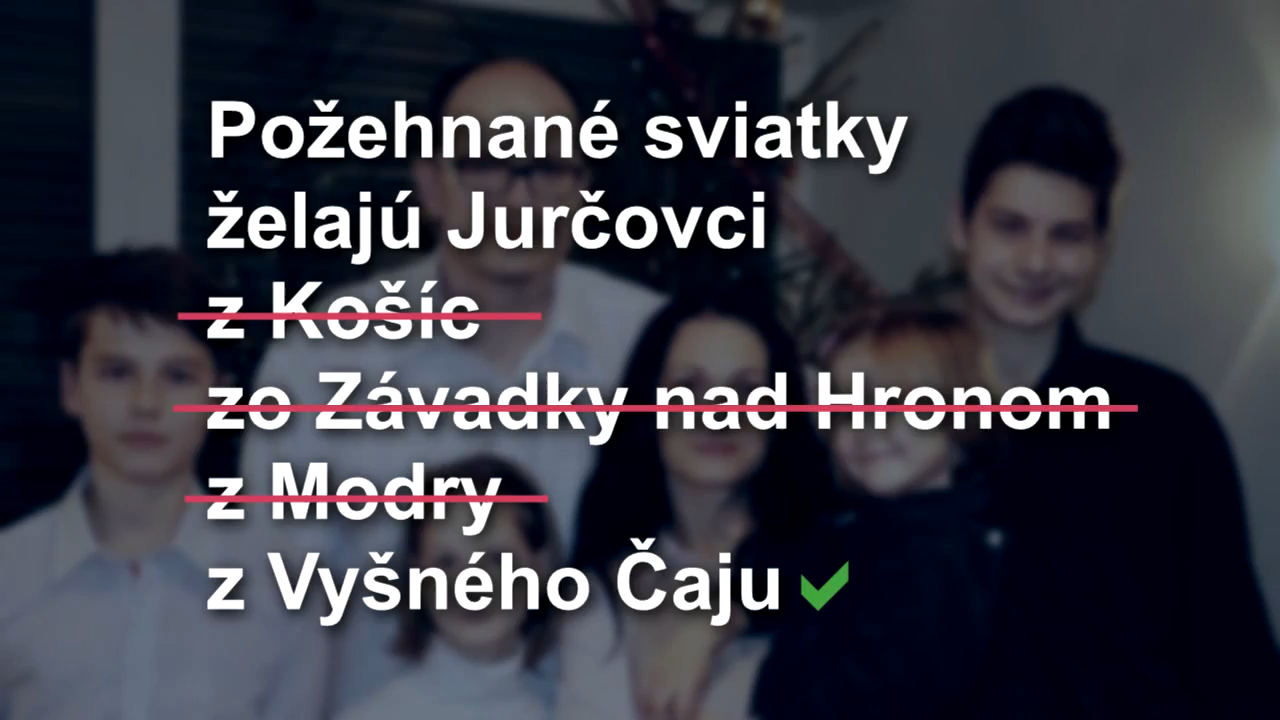 Požehnané sviatky
želajú Jurčovci
z Košíc
zo Závadky nad Hronom
z Modry
z Vyšného Čaju